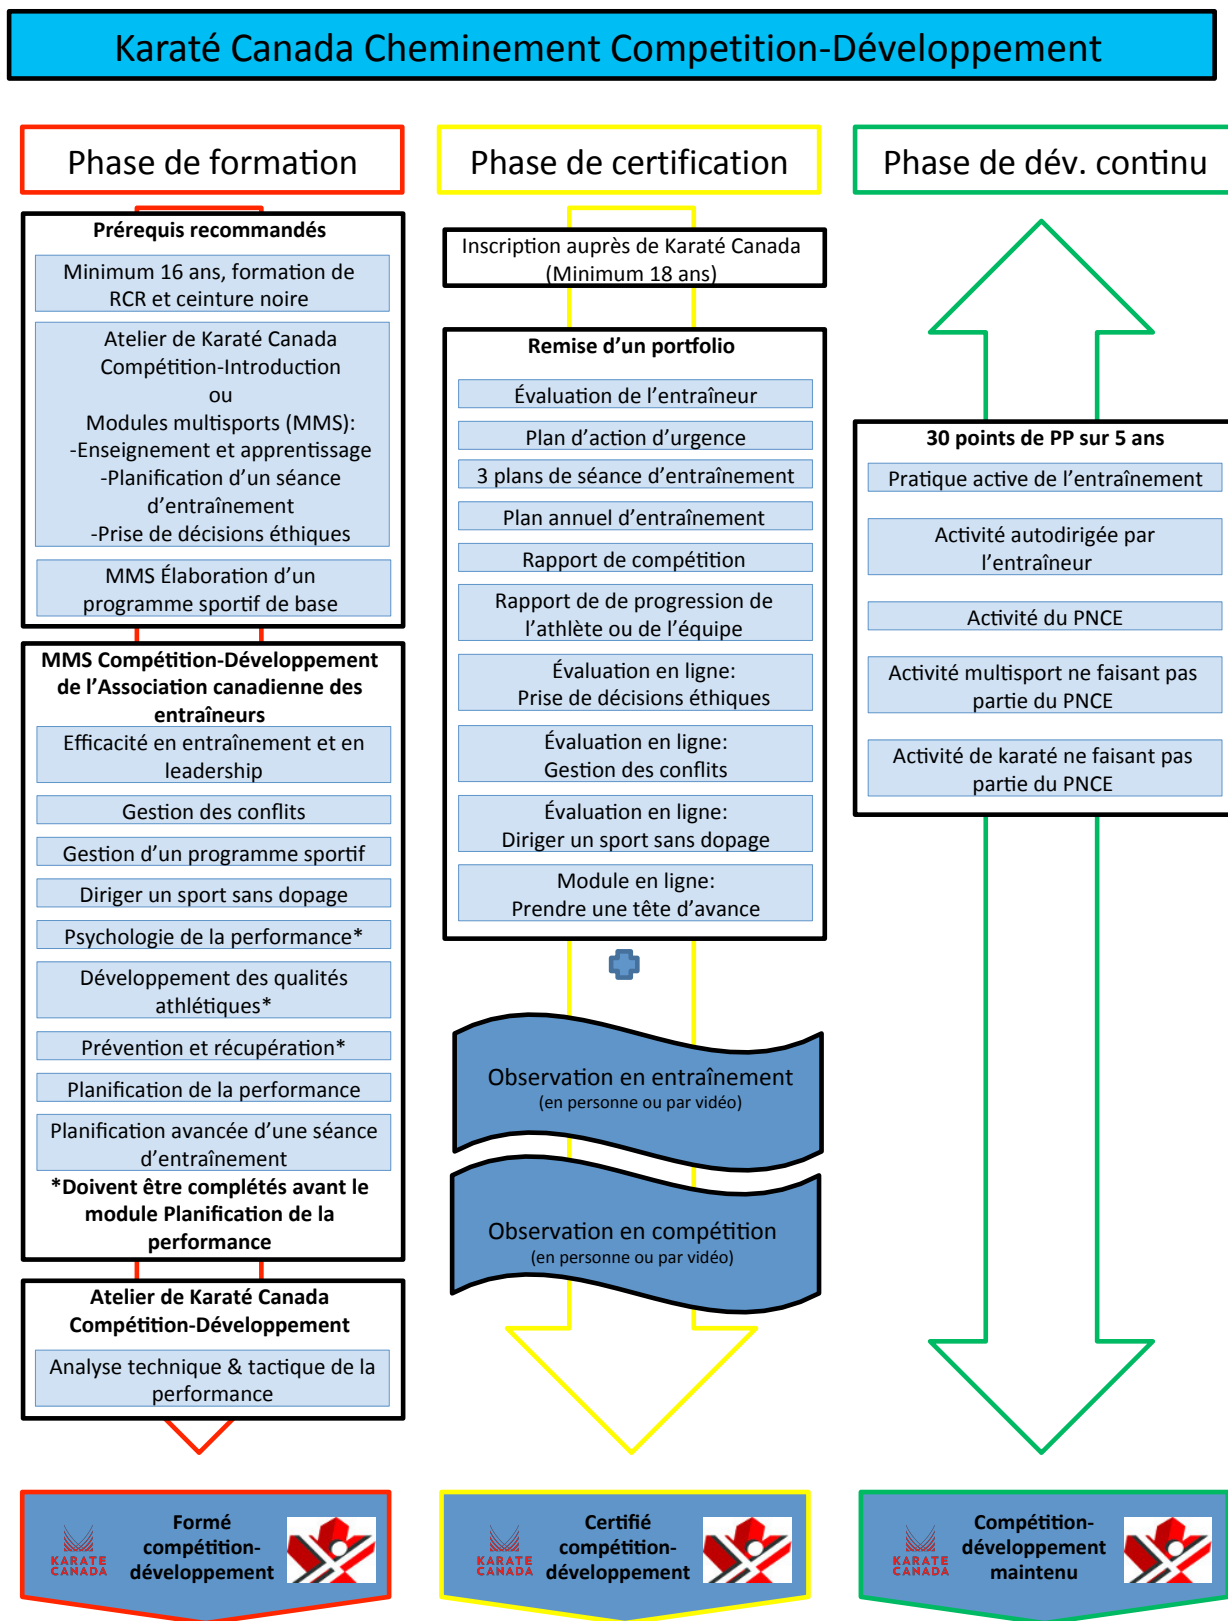 Karaté Canada Cheminement Competition-Développement
Phase de formation
Prérequis recommandés
Minimum 16 ans, formation de
RCR et ceinture noire
Atelier de Karaté Canada
Compétition-Introduction
ou
Modules multisports (MMS):
-Enseignement et apprentissage
-Planification d’un séance
d’entraînement
-Prise de décisions éthiques
MMS Élaboration d’un
programme sportif de base
MMS Compétition-Développement
de l’Association canadienne des
entraîneurs
Efficacité en entraînement et en
leadership
Gestion des conflits
Gestion d’un programme sportif
Diriger un sport sans dopage
Psychologie de la performance*
Développement des qualités
athlétiques*
Prévention et récupération*
Planification de la performance
Planification avancée d’une séance
d’entraînement
*Doivent être complétés avant le
module Planification de la
performance
Atelier de Karaté Canada
Compétition-Développement
Analyse technique & tactique de la
performance
KARATE
CANADA
Formé
compétition-
développement
Phase de certification
Inscription auprès de Karaté Canada
(Minimum 18 ans)
Remise d’un portfolio
Évaluation de l’entraîneur
Plan d’action d’urgence
3 plans de séance d’entraînement
Plan annuel d’entraînement
Rapport de compétition
Rapport de de progression de
l’athlète ou de l’équipe
Évaluation en ligne:
Prise de décisions éthiques
Évaluation en ligne:
Gestion des conflits
Évaluation en ligne:
Diriger un sport sans dopage
Module en ligne:
Prendre une tête d’avance
Observation en entraînement
(en personne ou par vidéo)
Observation en compétition
(en personne ou par vidéo)
KARATE
CANADA
Certifié
compétition-
développement
Phase de dév. continu
30 points de PP sur 5 ans
Pratique active de l’entraînement
Activité autodirigée par
l’entraîneur
Activité du PNCE
Activité multisport ne faisant pas
partie du PNCE
Activité de karaté ne faisant pas
partie du PNCE
KARATE
CANADA
Compétition-
développement
maintenu